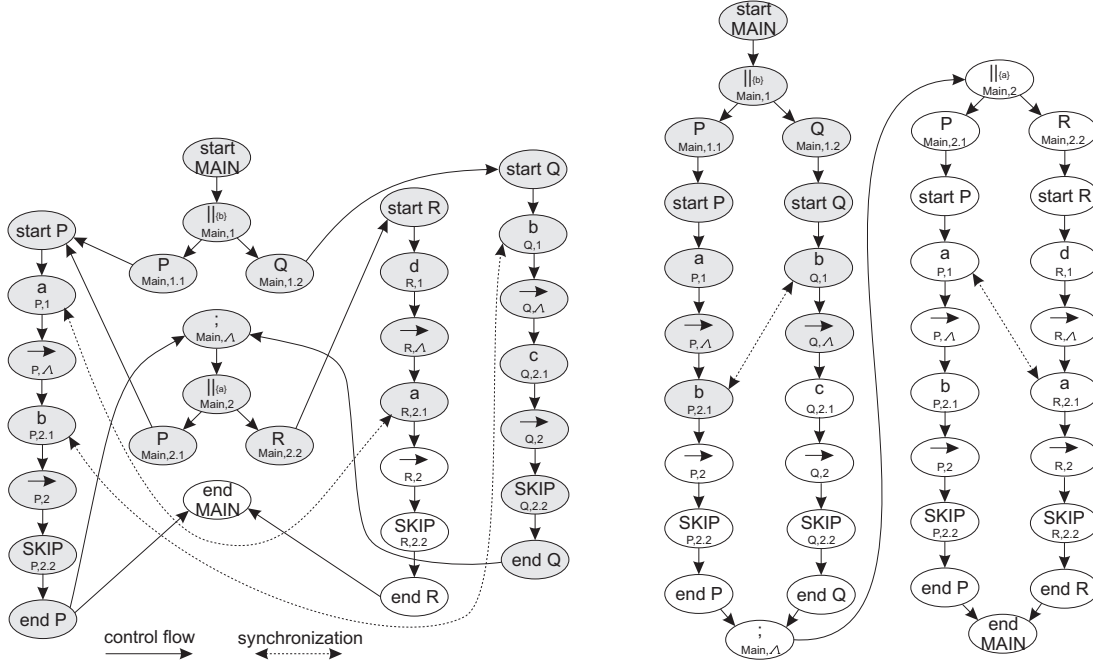 start
MAIN
||{b}
Main,1
P
Main,1.1
Q
Main,1.2
;
Main,Λ
||{a}
Main,2
P
Main,2.1
R
Main,2.2
end
MAIN
start P
a
P,1
→
P,Λ
b
P,2.1
→
P,2
SKIP
P,2.2
end P
start R
d
R,1
→
R,Λ
a
R,2.1
→
R,2
SKIP
R,2.2
end R
start Q
b
Q,1
→
Q,Λ
c
Q,2.1
→
Q,2
SKIP
Q,2.2
end Q
control flow
synchronization
start
MAIN
||{b}
Main,1
P
Main,1.1
Q
Main,1.2
start P
a
P,1
→
P,Λ
b
P,2.1
→
P,2
SKIP
P,2.2
end P
start Q
b
Q,1
→
Q,Λ
c
Q,2.1
→
Q,2
SKIP
Q,2.2
end Q
;
Main,Λ
||{a}
Main,2
P
Main,2.1
R
Main,2.2
start P
a
P,1
→
P,Λ
b
P,2.1
→
P,2
SKIP
P,2.2
end P
start R
d
R,1
→
R,Λ
a
R,2.1
→
R,2
SKIP
R,2.2
end R
end
MAIN